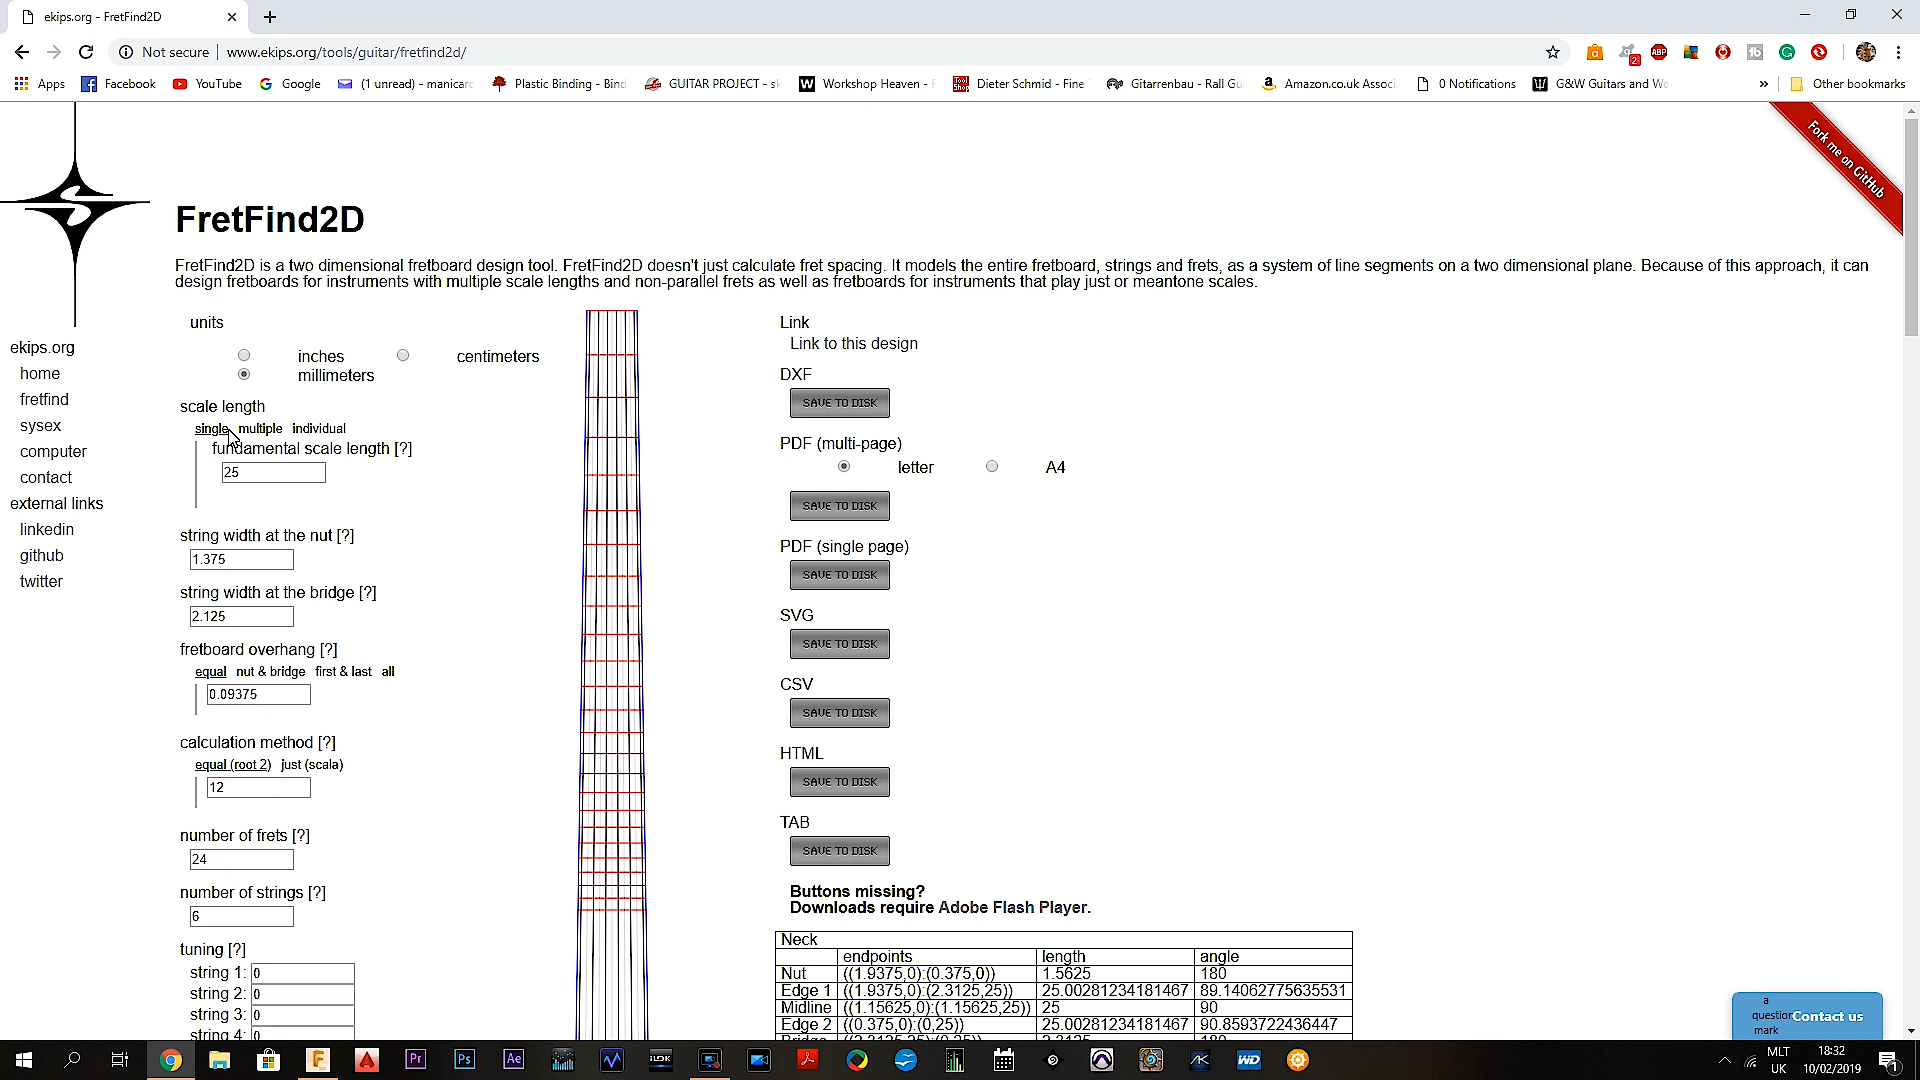 ekips.org - FretFind2D
Not secure | www.ekips.org/tools/guitar/fretfind2d/
Apps Facebook YouTube Google (1 unread) - manicar Plastic Binding - Bind GUITAR PROJECT - sk Workshop Heaven - F Dieter Schmid - Fine Gitarrenbau - Rall Gu Amazon.co.uk Associ 0 Notifications G&W Guitars and Wo » Other bookmarks
Fork me on GitHub
FretFind2D
FretFind2D is a two dimensional fretboard design tool. FretFind2D doesn't just calculate fret spacing. It models the entire fretboard, strings and frets, as a system of line segments on a two dimensional plane. Because of this approach, it can
design fretboards for instruments with multiple scale lengths and non-parallel frets as well as fretboards for instruments that play just or meantone scales.
ekips.org
home
fretfind
sysex
computer
contact
external links
linkedin
github
twitter
units
inches centimeters
millimeters
scale length
single multiple individual
fundamental scale length [?]
25
string width at the nut [?]
1.375
string width at the bridge [?]
2.125
fretboard overhang [?]
equal nut & bridge first & last all
0.09375
calculation method [?]
equal (root 2) just (scala)
12
number of frets [?]
24
number of strings [?]
6
tuning [?]
string 1: 0
string 2: 0
string 3: 0
string 4: 0
Link
Link to this design
DXF
SAVE TO DISK
PDF (multi-page)
letter A4
SAVE TO DISK
PDF (single page)
SAVE TO DISK
SVG
SAVE TO DISK
CSV
SAVE TO DISK
HTML
SAVE TO DISK
TAB
SAVE TO DISK
Buttons missing?
Downloads require Adobe Flash Player.
Neck
endpoints length angle
Nut ((1.9375,0):(0.375,0)) 1.5625 180
Edge 1 ((1.9375,0):(2.3125,25)) 25.00281234181467 89.14062775635531
Midline ((1.15625,0):(1.15625,25)) 25 90
Edge 2 ((0.375,0):(0,25)) 25.00281234181467 90.8593722436447
a
question Contact us
mark
MLT
UK
18:32
10/02/2019